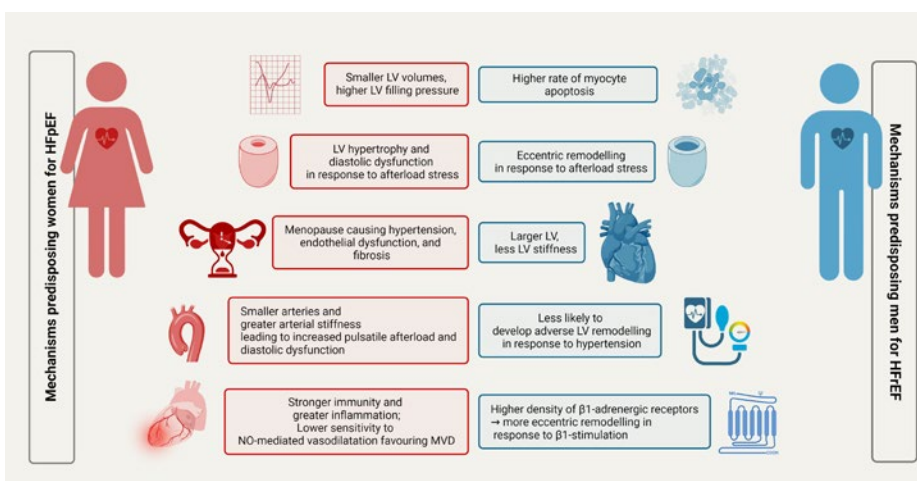 Mechanisms predisposing women for HFpEF
Smaller LV volumes,
higher LV filling pressure
Higher rate of myocyte
apoptosis
LV hypertrophy and
diastolic dysfunction
in response to afterload stress
Eccentric remodelling
in response to afterload stress
Menopause causing hypertension,
endothelial dysfunction, and
fibrosis
Larger LV,
less LV stiffness
Smaller arteries and
greater arterial stiffness
leading to increased pulsatile afterload and
diastolic dysfunction
Less likely to
develop adverse LV remodelling
in response to hypertension
Stronger immunity and
greater inflammation;
Lower sensitivity to
NO-mediated vasodilatation favouring MVD
Higher density of β1-adrenergic receptors
→ more eccentric remodelling in
response to β1-stimulation
Mechanisms predisposing men for HFrEF